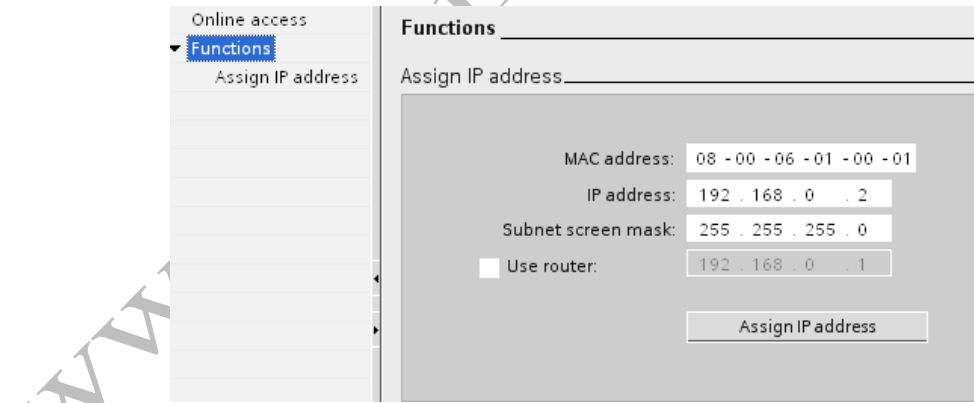 Online access
Functions
Assign IP address
Functions
Assign IP address
MAC address: 08 - 00 - 06 - 01 - 00 - 01
IP address: 192 . 168 . 0 . 2
Subnet screen mask: 255 . 255 . 255 . 0
Use router: 192 . 168 . 0 . 1
Assign IP address